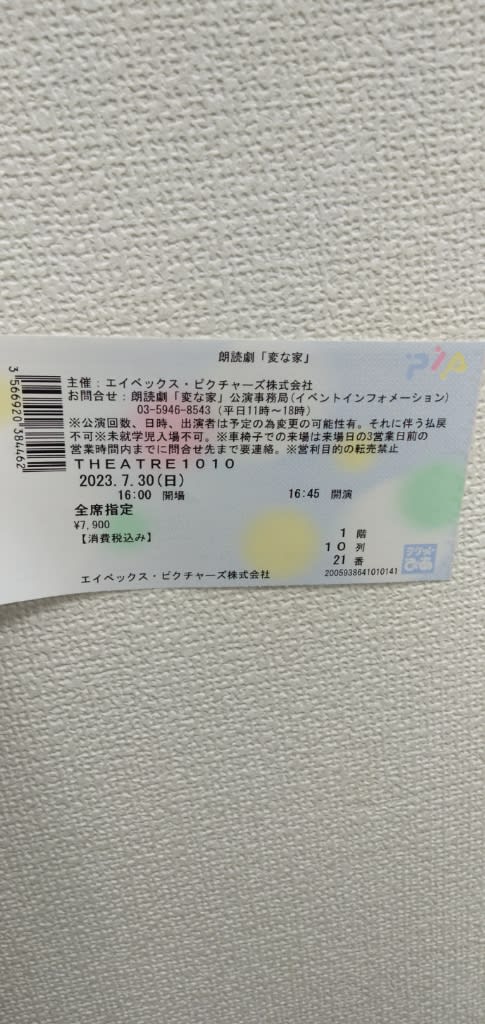 朗読劇「変な家」
PIA
主催：エイベックス・ピクチャーズ株式会社
お問合せ：朗読劇「変な家」公演事務局(イベントインフォメーション)
03-5946-8543 (平日11時〜18時)
※公演回数、日時、出演者は予定の為変更の可能性有。それに伴う払戻
不可※未就学児入場不可。※車椅子での来場は来場日の3営業日前の
営業時間内までに問合せ先まで要連絡。※営利目的の転売禁止
THEATRE1010
2023. 7. 30(日)
16:00 開場 16:45 開演
全席指定
¥7,900
【消費税込み】
1 階
10 列
21 番
エイベックス・ピクチャーズ株式会社
2005938641010141
チケットぴあ
3566920384462